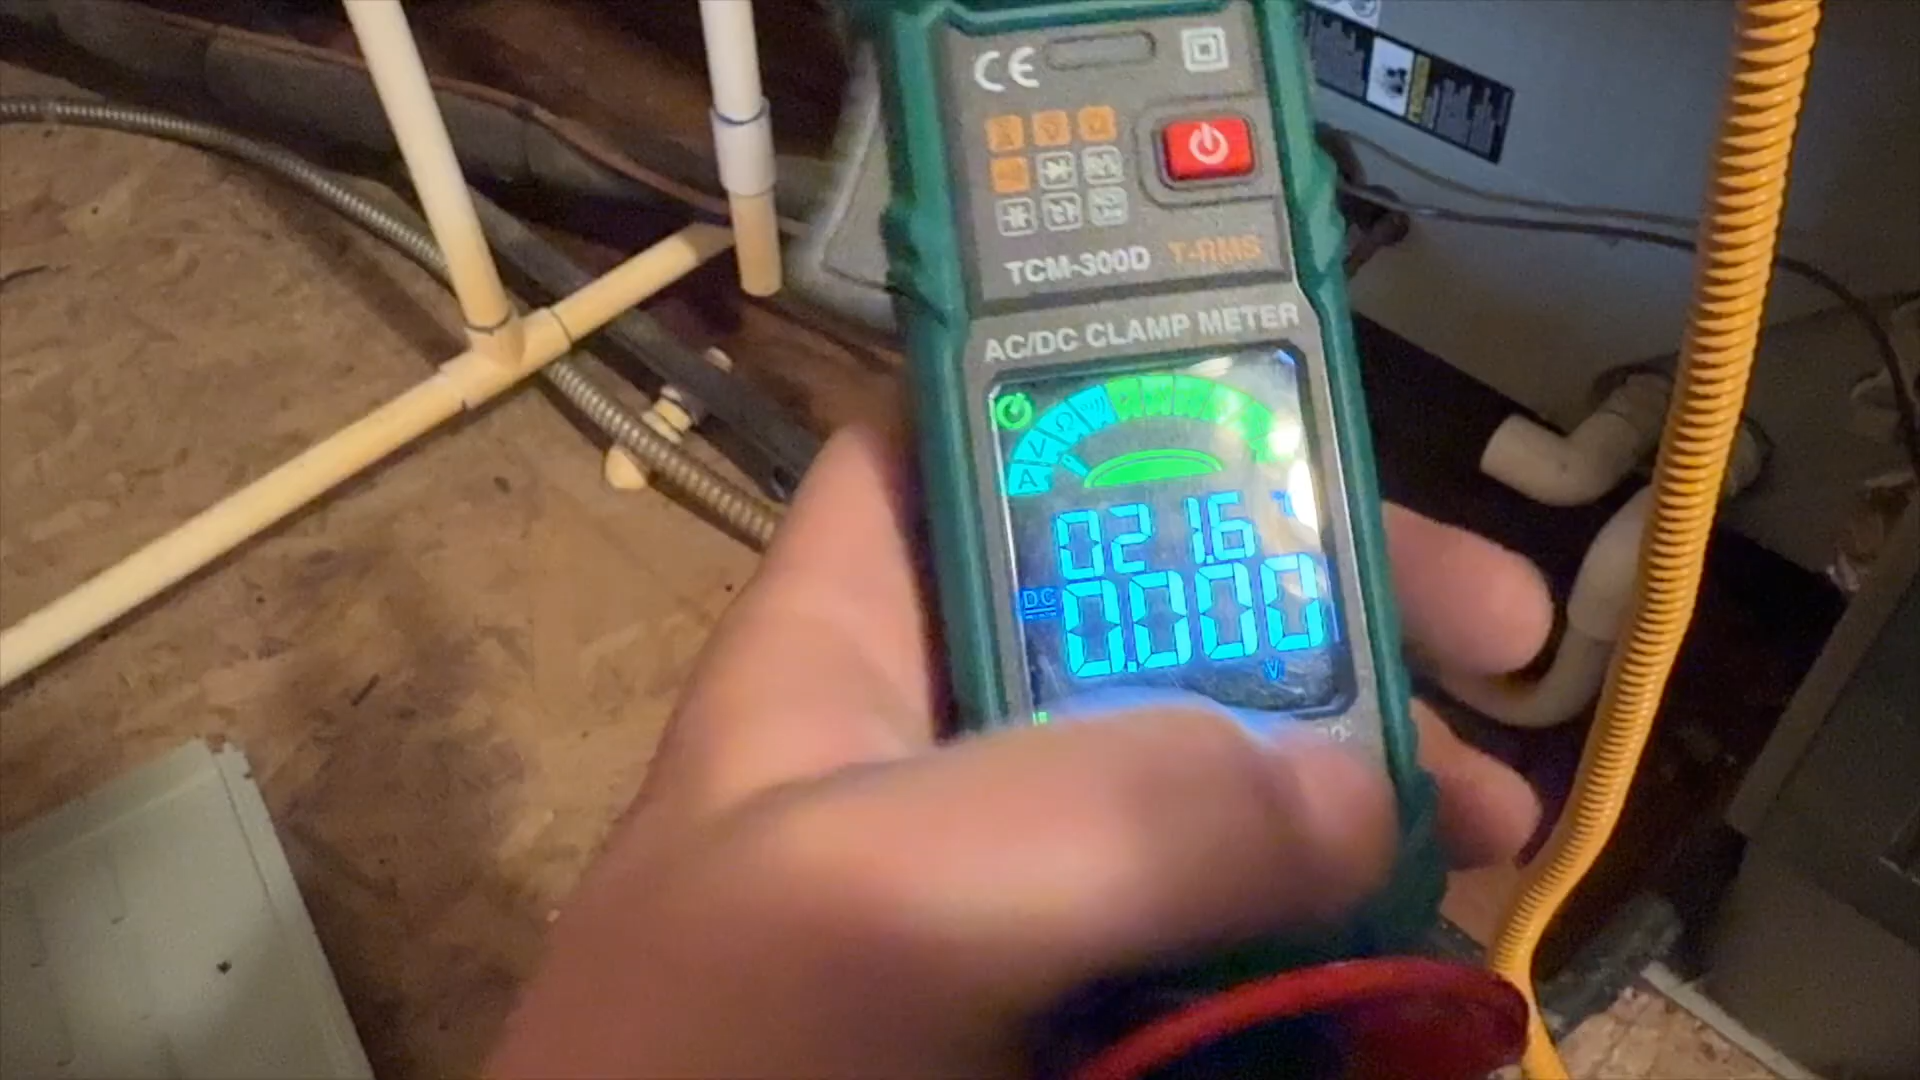 CE
TCM-300D T-RMS
AC/DC CLAMP METER
A V Ω
021.6
DC 0.000
V